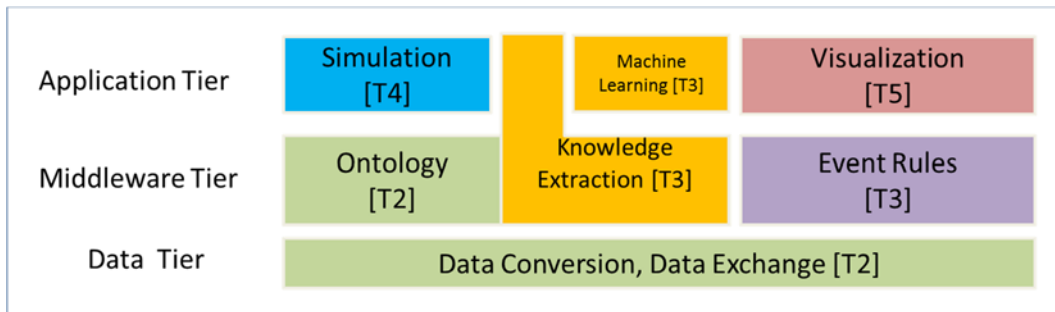 Application Tier
Simulation
[T4]
Machine
Learning [T3]
Visualization
[T5]
Middleware Tier
Ontology
[T2]
Knowledge
Extraction [T3]
Event Rules
[T3]
Data Tier
Data Conversion, Data Exchange [T2]